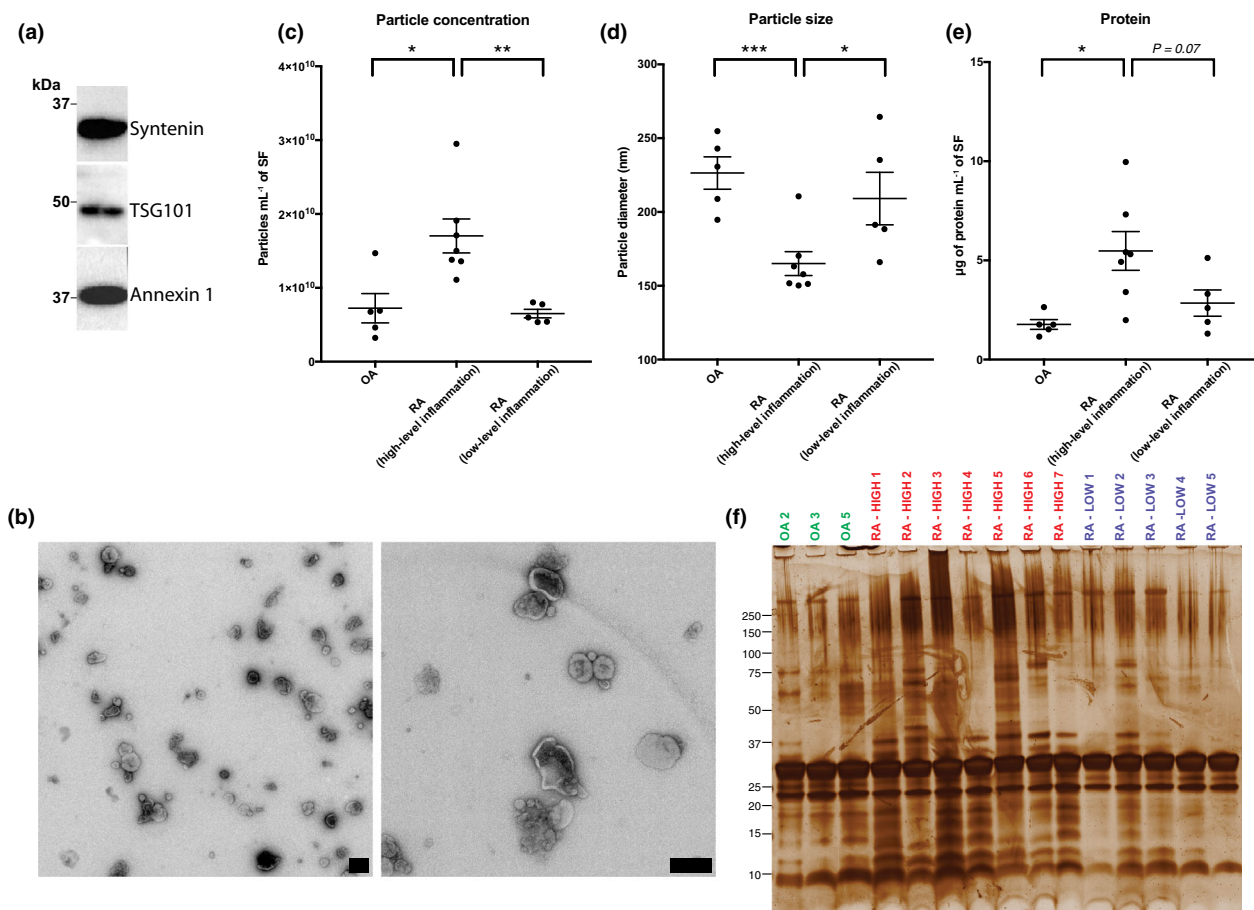 (a)
kDa
37
Syntenin
50
TSG101
37
Annexin 1
(c)
Particle concentration
*
**
Particles mL⁻¹ of SF
4×10¹⁰
3×10¹⁰
2×10¹⁰
1×10¹⁰
0
OA
RA
(high-level inflammation)
RA
(low-level inflammation)
(d)
Particle size
***
*
Particle diameter (nm)
300
250
200
150
100
OA
RA
(high-level inflammation)
RA
(low-level inflammation)
(e)
Protein
*
P = 0.07
µg of protein mL⁻¹ of SF
15
10
5
0
OA
RA
(high-level inflammation)
RA
(low-level inflammation)
(b)
(f)
OA 2
OA 3
OA 5
RA - HIGH 1
RA - HIGH 2
RA - HIGH 3
RA - HIGH 4
RA - HIGH 5
RA - HIGH 6
RA - HIGH 7
RA - LOW 1
RA - LOW 2
RA - LOW 3
RA -LOW 4
RA - LOW 5
250
150
100
75
50
37
25
20
15
10